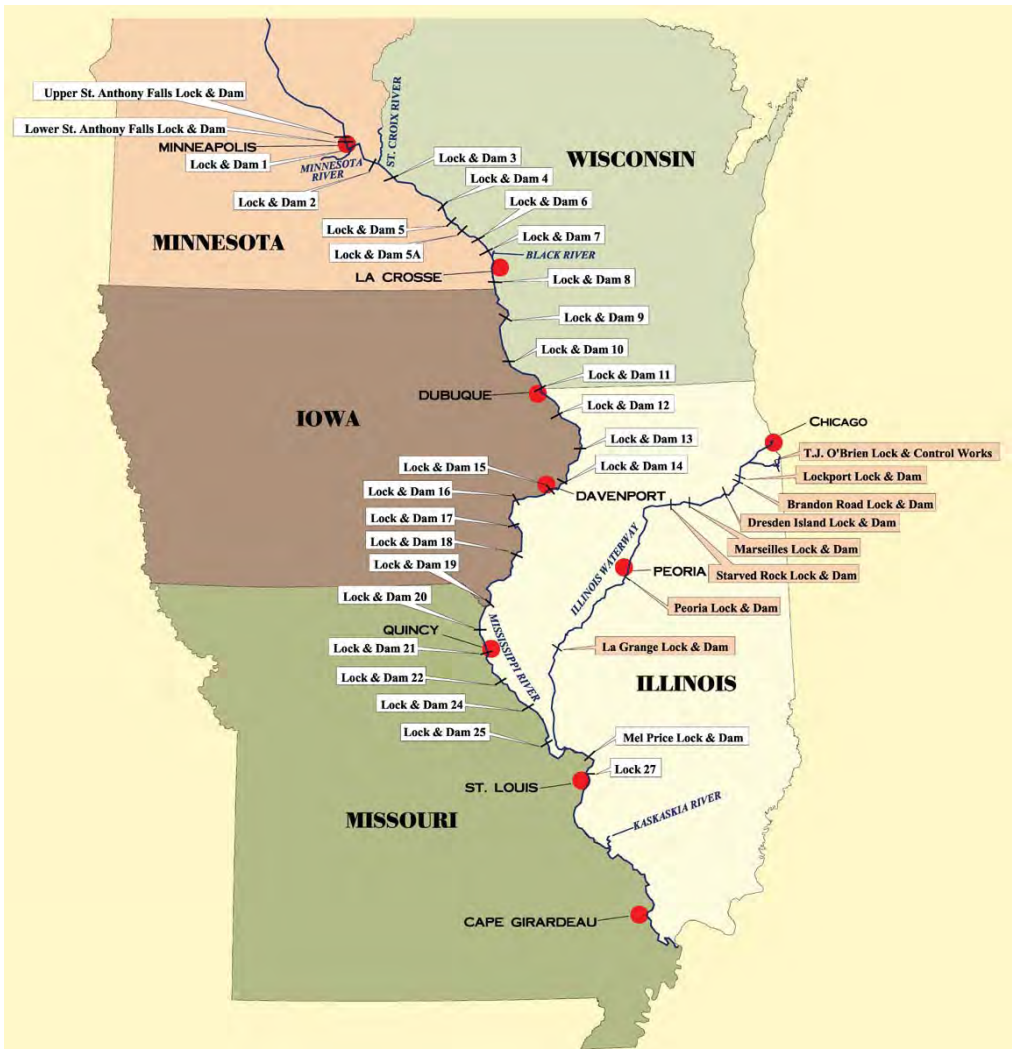 Upper St. Anthony Falls Lock & Dam
Lower St. Anthony Falls Lock & Dam
MINNEAPOLIS
Lock & Dam 1
MINNESOTA
RIVER
ST. CROIX RIVER
Lock & Dam 2
Lock & Dam 3
WISCONSIN
Lock & Dam 4
Lock & Dam 6
Lock & Dam 5
MINNESOTA
Lock & Dam 7
Lock & Dam 5A
BLACK RIVER
LA CROSSE
Lock & Dam 8
Lock & Dam 9
Lock & Dam 10
Lock & Dam 11
DUBUQUE
Lock & Dam 12
IOWA
CHICAGO
Lock & Dam 13
T.J. O'Brien Lock & Control Works
Lock & Dam 15
Lock & Dam 14
Lockport Lock & Dam
Lock & Dam 16
DAVENPORT
Brandon Road Lock & Dam
Lock & Dam 17
Dresden Island Lock & Dam
Lock & Dam 18
Marseilles Lock & Dam
Lock & Dam 19
ILLINOIS WATERWAY
PEORIA
Starved Rock Lock & Dam
Lock & Dam 20
Peoria Lock & Dam
QUINCY
MISSISSIPPI RIVER
Lock & Dam 21
La Grange Lock & Dam
Lock & Dam 22
ILLINOIS
Lock & Dam 24
Lock & Dam 25
Mel Price Lock & Dam
Lock 27
ST. LOUIS
MISSOURI
KASKASKIA RIVER
CAPE GIRARDEAU